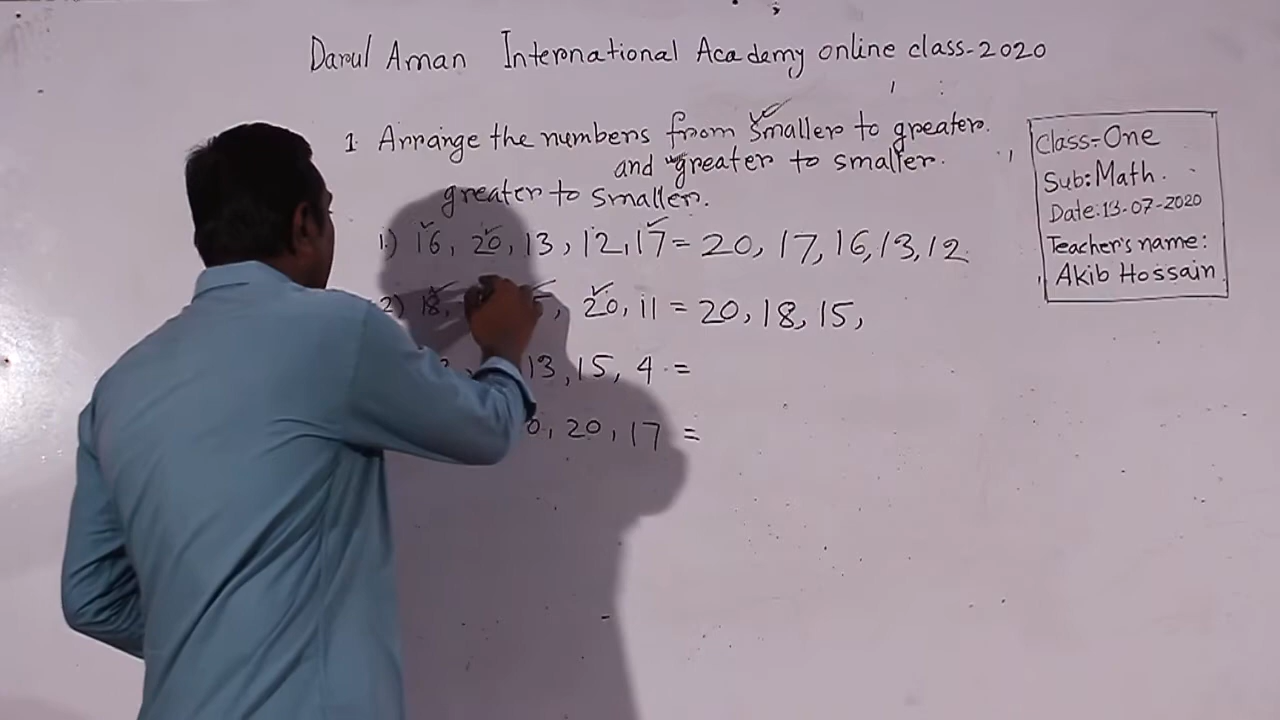 Darul Aman International Academy online class-2020
1. Arrange the numbers from smaller to greater.
and greater to smaller.
greater to smaller.
1.) 16, 20, 13, 12, 17 = 20, 17, 16, 13, 12
2) 18, 20, 11 = 20, 18, 15,
13, 15, 4 =
20, 17 =
Class-One
Sub: Math.
Date: 13-07-2020
Teacher's name:
Akib Hossain